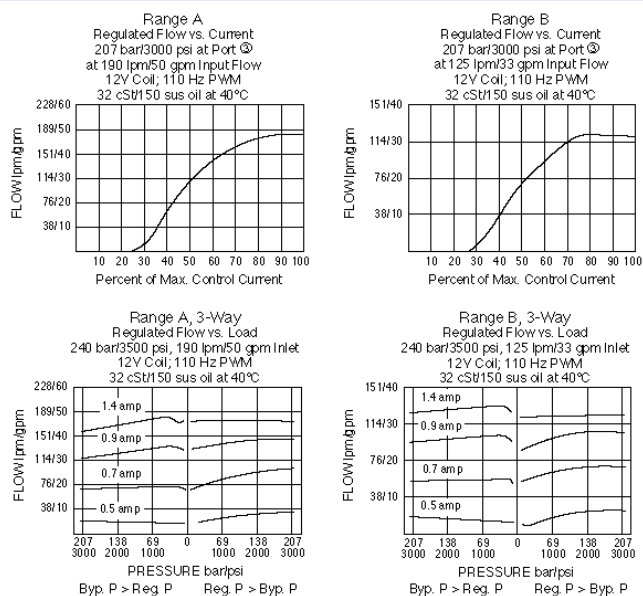 Range A
Regulated Flow vs. Current
207 bar/3000 psi at Port ③
at 190 lpm/50 gpm Input Flow
12V Coil; 110 Hz PWM
32 cSt/150 sus oil at 40°C
228/60
189/50
151/40
114/30
76/20
38/10
FLOW lpm/gpm
10 20 30 40 50 60 70 80 90 100
Percent of Max. Control Current
Range B
Regulated Flow vs. Current
207 bar/3000 psi at Port ③
at 125 lpm/33 gpm Input Flow
12V Coil; 110 Hz PWM
32 cSt/150 sus oil at 40°C
151/40
114/30
76/20
38/10
FLOW lpm/gpm
10 20 30 40 50 60 70 80 90 100
Percent of Max. Control Current
Range A, 3-Way
Regulated Flow vs. Load
240 bar/3500 psi, 190 lpm/50 gpm Inlet
12V Coil; 110 Hz PWM
32 cSt/150 sus oil at 40°C
228/60
189/50
151/40
114/30
76/20
38/10
FLOW lpm/gpm
1.4 amp
0.9 amp
0.7 amp
0.5 amp
207 138 69 0 69 138 207
3000 2000 1000 1000 2000 3000
PRESSURE bar/psi
Byp. P > Reg. P Reg. P > Byp. P
Range B, 3-Way
Regulated Flow vs. Load
240 bar/3500 psi, 125 lpm/33 gpm Inlet
12V Coil; 110 Hz PWM
32 cSt/150 sus oil at 40°C
151/40
114/30
76/20
38/10
FLOW lpm/gpm
1.4 amp
0.9 amp
0.7 amp
0.5 amp
207 138 69 0 69 138 207
3000 2000 1000 1000 2000 3000
PRESSURE bar/psi
Byp. P > Reg. P Reg. P > Byp. P